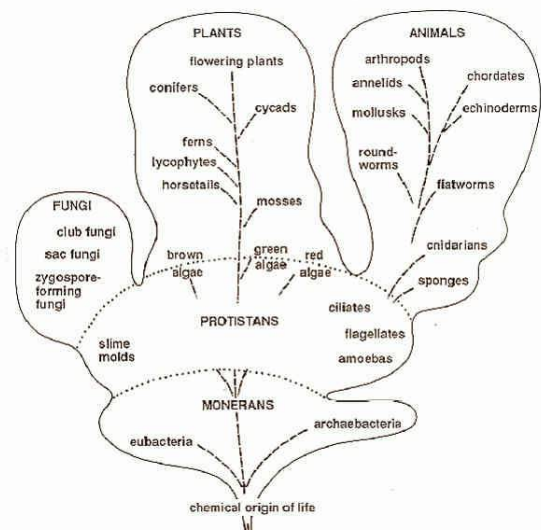 PLANTS
flowering plants
conifers
cycads
ferns
lycophytes
horsetails
mosses
ANIMALS
arthropods
chordates
annelids
mollusks
echinoderms
round-
worms
flatworms
cnidarians
sponges
FUNGI
club fungi
sac fungi
zygospore-
forming
fungi
brown
algae
green
algae
red
algae
PROTISTANS
ciliates
flagellates
amoebas
slime
molds
MONERANS
eubacteria
archaebacteria
chemical origin of life